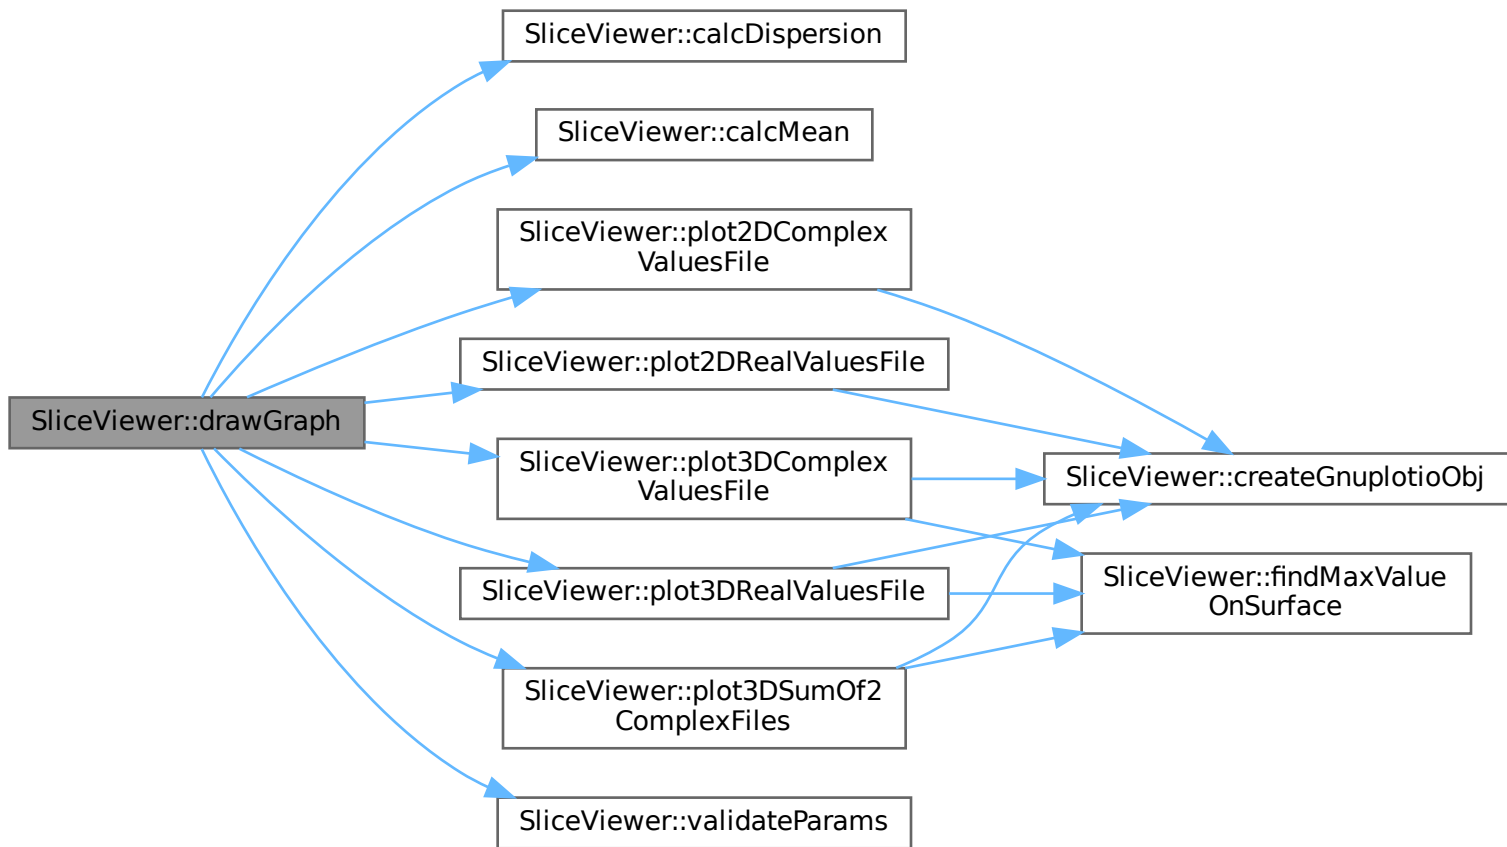 SliceViewer::calcDispersion
SliceViewer::calcMean
SliceViewer::plot2DComplex
ValuesFile
SliceViewer::plot2DRealValuesFile
SliceViewer::drawGraph
SliceViewer::plot3DComplex
ValuesFile
SliceViewer::createGnuplotioObj
SliceViewer::plot3DRealValuesFile
SliceViewer::findMaxValue
OnSurface
SliceViewer::plot3DSumOf2
ComplexFiles
SliceViewer::validateParams